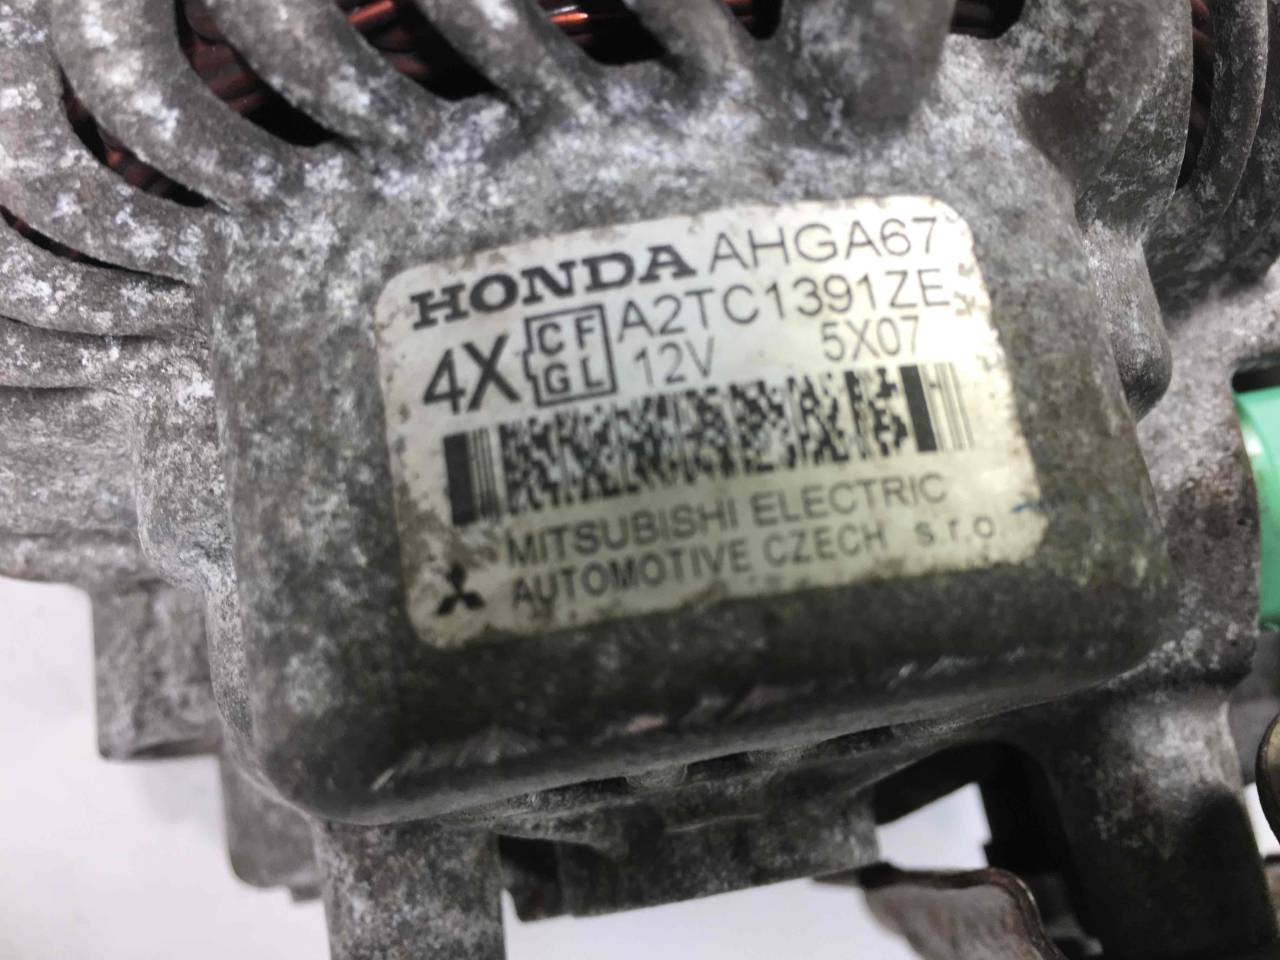 HONDA AHGA67
4X CF GL A2TC1391ZE
12V 5X07
MITSUBISHI ELECTRIC
AUTOMOTIVE CZECH s.r.o.